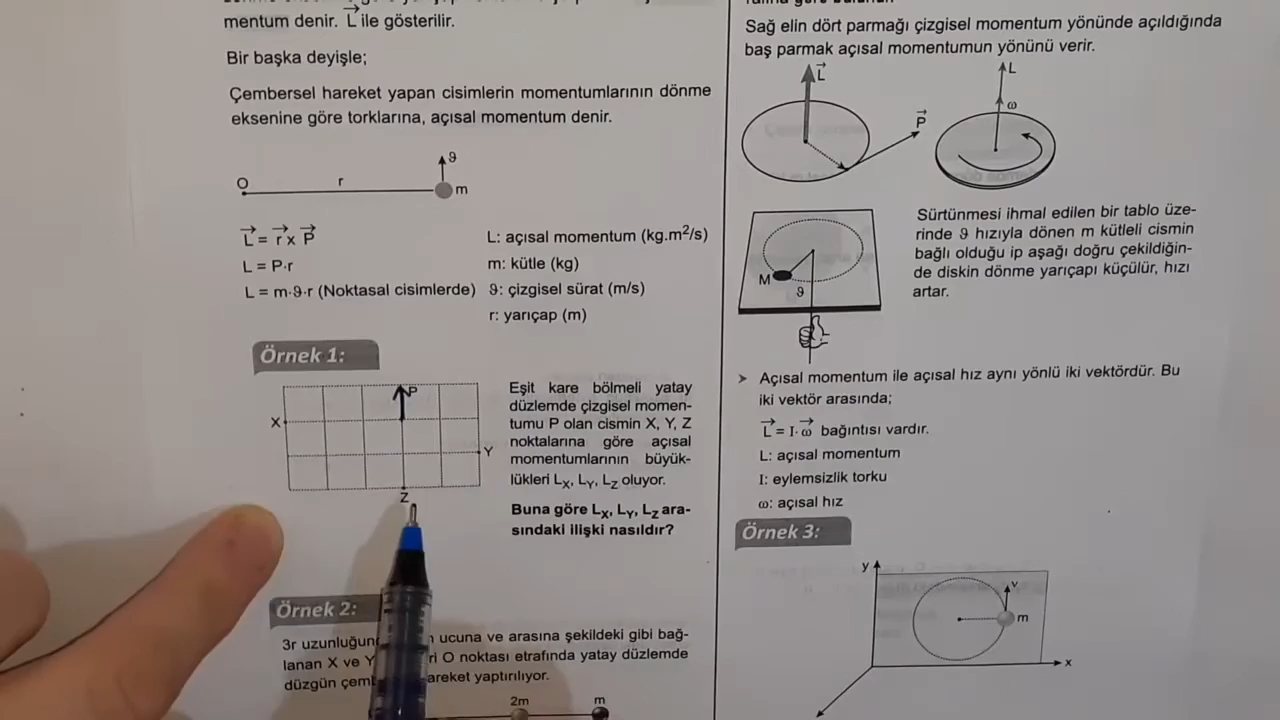 mentum denir. L ile gösterilir.
Bir başka deyişle;
Çembersel hareket yapan cisimlerin momentumlarının dönme
eksenine göre torklarına, açısal momentum denir.
O r ϑ m
L = r x P
L = P·r
L = m·ϑ·r (Noktasal cisimlerde)
L: açısal momentum (kg.m²/s)
m: kütle (kg)
ϑ: çizgisel sürat (m/s)
r: yarıçap (m)
Örnek 1:
P
X
Y
Z
Eşit kare bölmeli yatay
düzlemde çizgisel momen-
tumu P olan cismin X, Y, Z
noktalarına göre açısal
momentumlarının büyük-
lükleri LX, LY, LZ oluyor.
Buna göre LX, LY, LZ ara-
sındaki ilişki nasıldır?
Örnek 2:
3r uzunluğun ucuna ve arasına şekildeki gibi bağ-
lanan X ve Y ri O noktası etrafında yatay düzlemde
düzgün çemb areket yaptırılıyor.
2m m
Sağ elin dört parmağı çizgisel momentum yönünde açıldığında
baş parmak açısal momentumun yönünü verir.
L P
L ω
M ϑ
Sürtünmesi ihmal edilen bir tablo üze-
rinde ϑ hızıyla dönen m kütleli cismin
bağlı olduğu ip aşağı doğru çekildiğin-
de diskin dönme yarıçapı küçülür, hızı
artar.
➢ Açısal momentum ile açısal hız aynı yönlü iki vektördür. Bu
iki vektör arasında;
L = I·ω bağıntısı vardır.
L: açısal momentum
I: eylemsizlik torku
ω: açısal hız
Örnek 3:
y
v
m
x